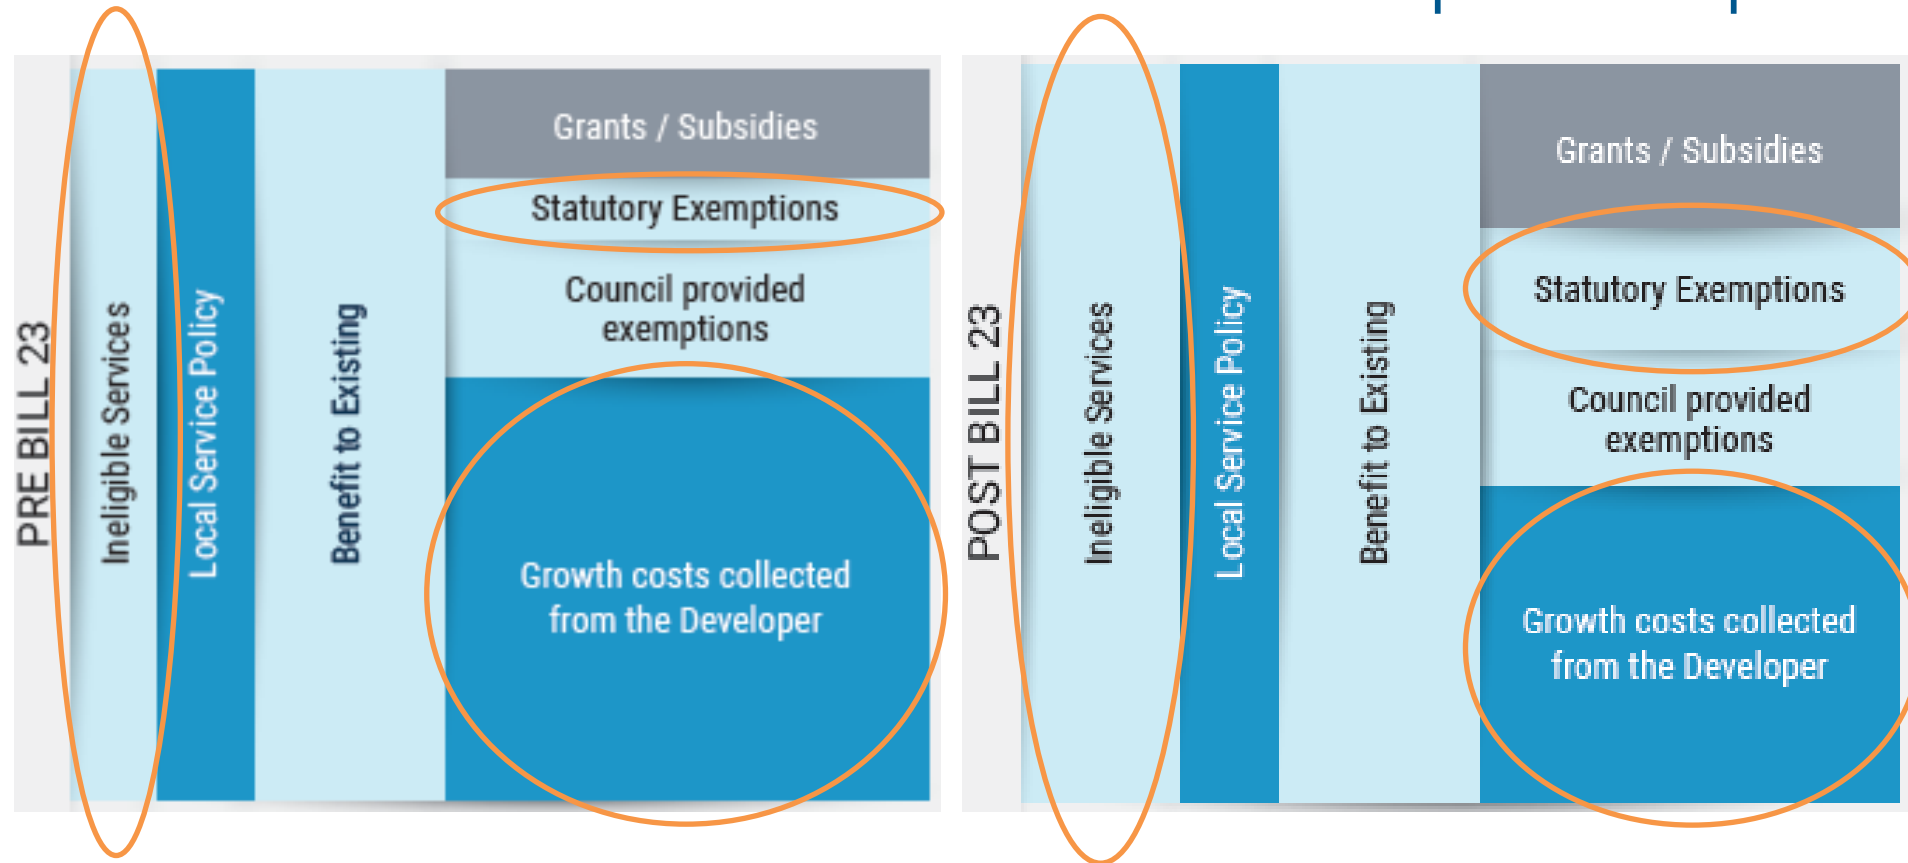 PRE BILL 23
Ineligible Services
Local Service Policy
Benefit to Existing
Grants / Subsidies
Statutory Exemptions
Council provided
exemptions
Growth costs collected
from the Developer
POST BILL 23
Ineligible Services
Local Service Policy
Benefit to Existing
Grants / Subsidies
Statutory Exemptions
Council provided
exemptions
Growth costs collected
from the Developer